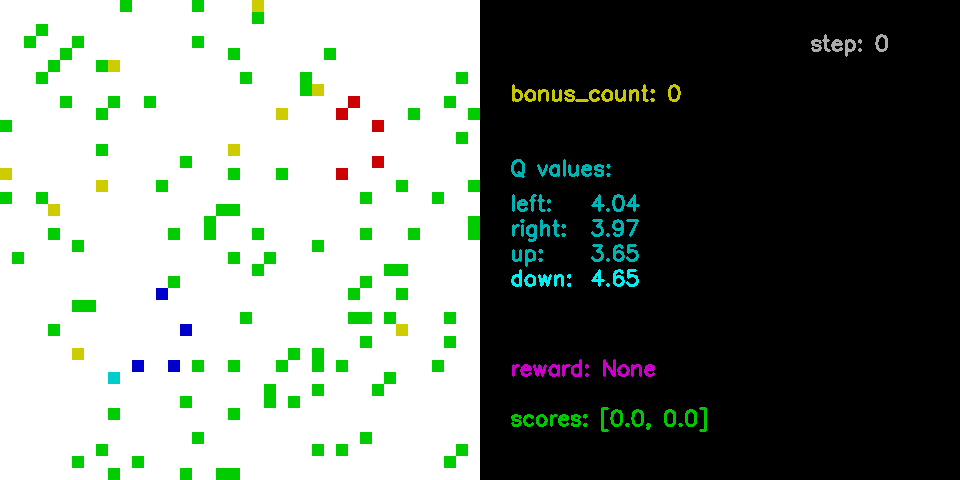 step: 0
bonus_count: 0
Q values:
left: 4.04
right: 3.97
up: 3.65
down: 4.65
reward: None
scores: [0.0, 0.0]